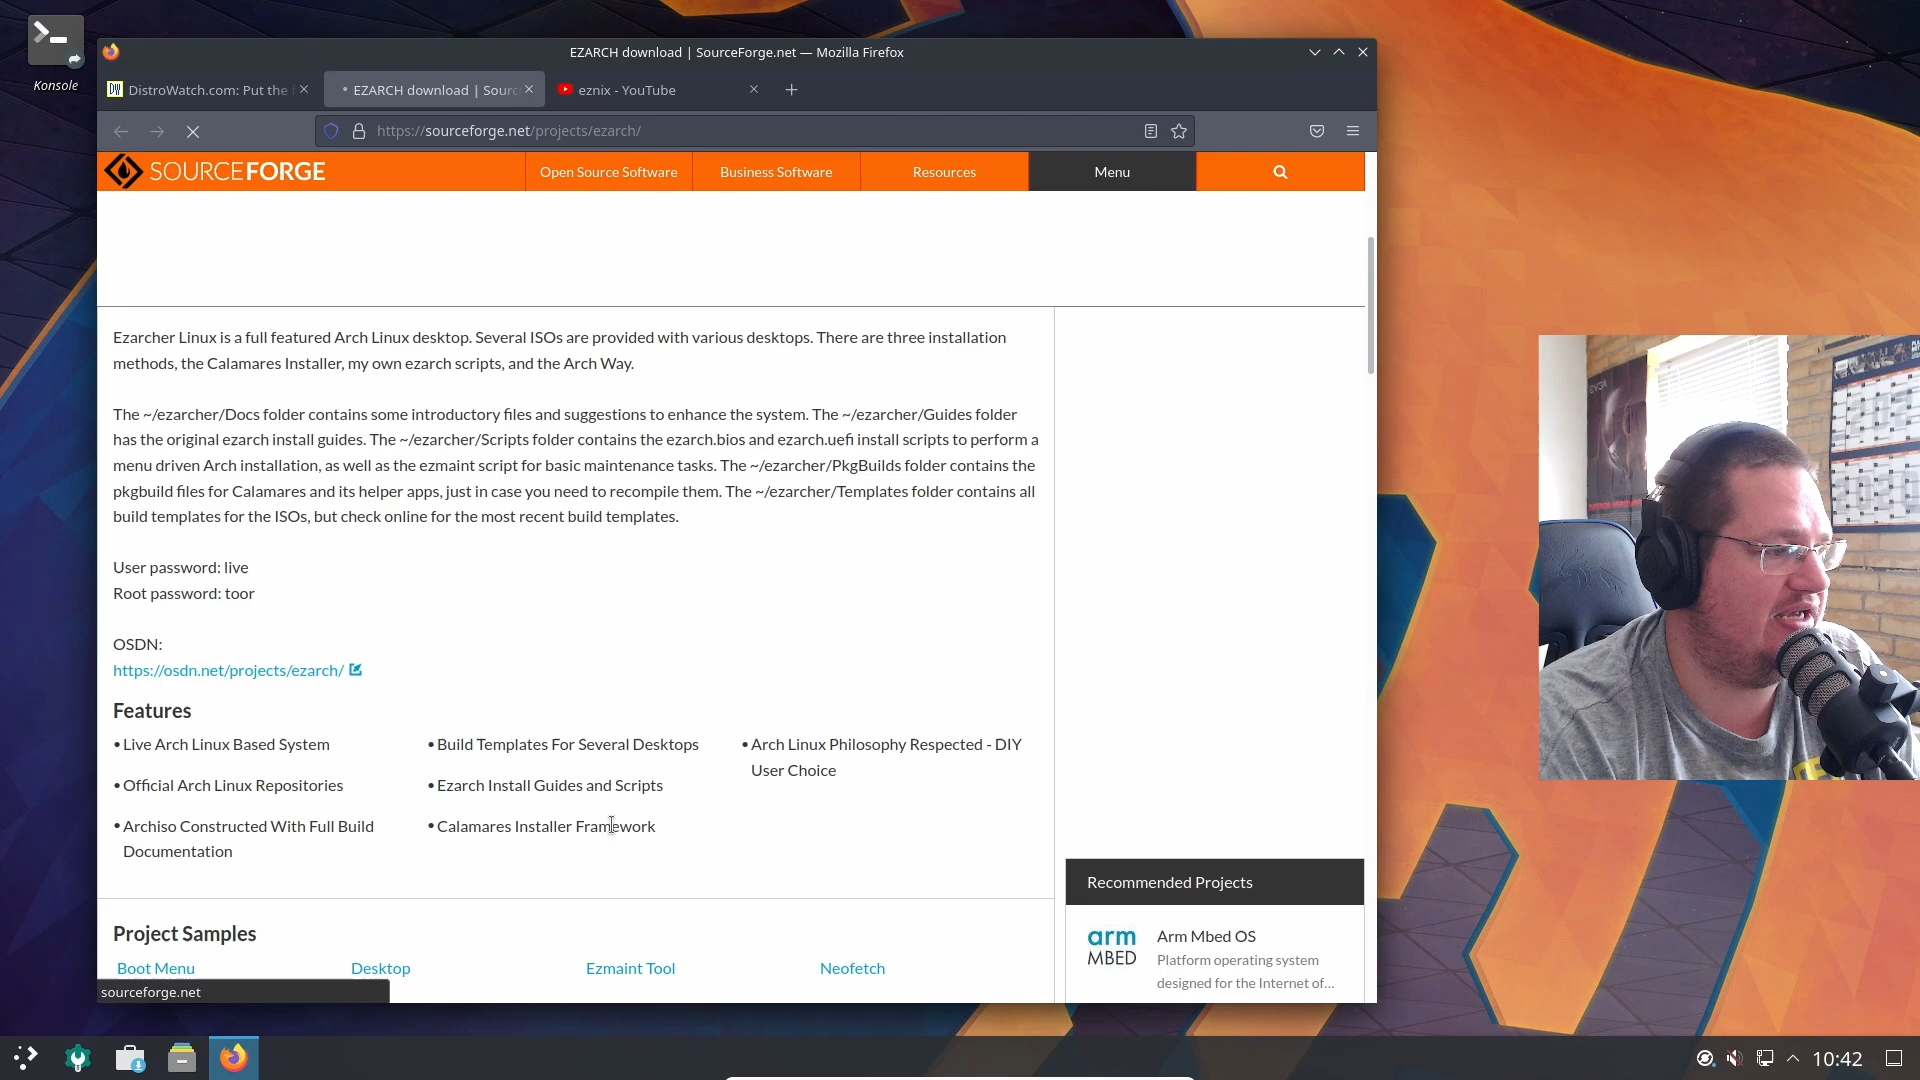 Konsole
EZARCH download | SourceForge.net — Mozilla Firefox
DW DistroWatch.com: Put the
EZARCH download | Sourc
eznix - YouTube
https://sourceforge.net/projects/ezarch/
SOURCEFORGE
Open Source Software
Business Software
Resources
Menu
Ezarcher Linux is a full featured Arch Linux desktop. Several ISOs are provided with various desktops. There are three installation
methods, the Calamares Installer, my own ezarch scripts, and the Arch Way.
The ~/ezarcher/Docs folder contains some introductory files and suggestions to enhance the system. The ~/ezarcher/Guides folder
has the original ezarch install guides. The ~/ezarcher/Scripts folder contains the ezarch.bios and ezarch.uefi install scripts to perform a
menu driven Arch installation, as well as the ezmaint script for basic maintenance tasks. The ~/ezarcher/PkgBuilds folder contains the
pkgbuild files for Calamares and its helper apps, just in case you need to recompile them. The ~/ezarcher/Templates folder contains all
build templates for the ISOs, but check online for the most recent build templates.
User password: live
Root password: toor
OSDN:
https://osdn.net/projects/ezarch/
Features
• Live Arch Linux Based System
• Official Arch Linux Repositories
• Archiso Constructed With Full Build
Documentation
• Build Templates For Several Desktops
• Ezarch Install Guides and Scripts
• Calamares Installer Framework
• Arch Linux Philosophy Respected - DIY
User Choice
Project Samples
Boot Menu
Desktop
Ezmaint Tool
Neofetch
Recommended Projects
arm
MBED
Arm Mbed OS
Platform operating system
designed for the Internet of...
sourceforge.net
10:42